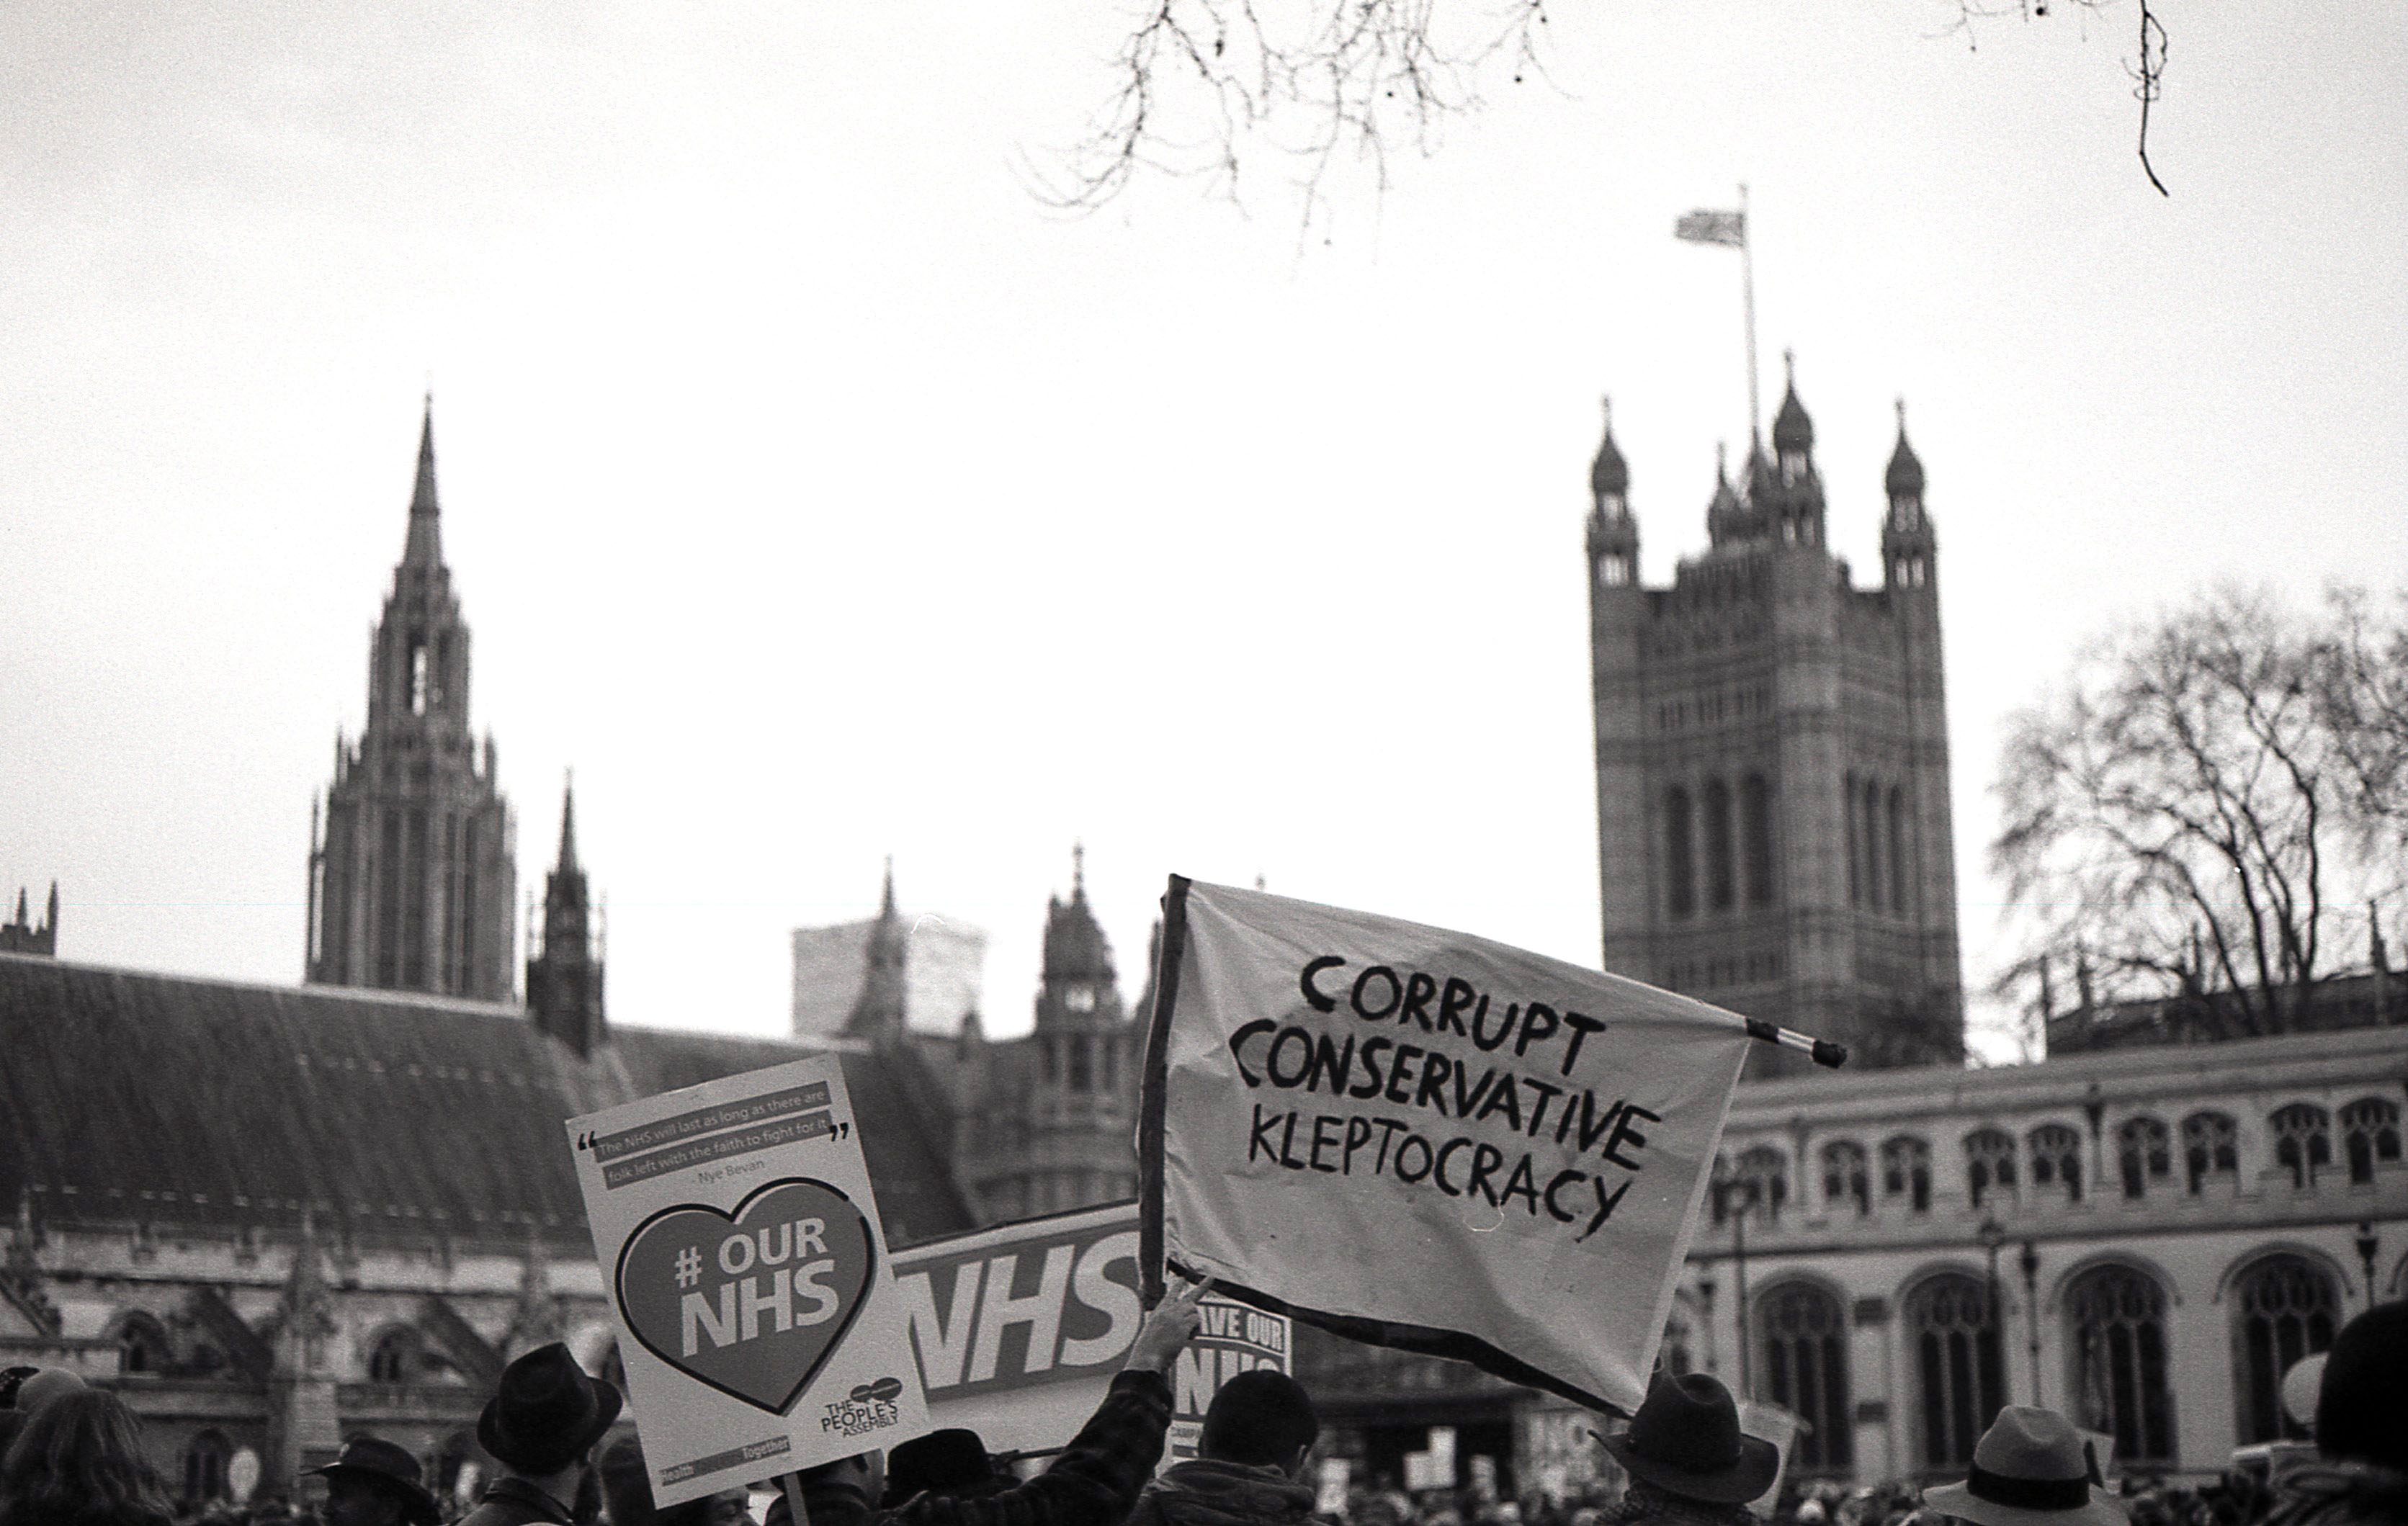 “The NHS will last as long as there are
folk left with the faith to fight for it”
- Nye Bevan
# OUR
NHS
THE
PEOPLE'S
ASSEMBLY
Health
Together
NHS
AVE OUR
NHS
CORRUPT
CONSERVATIVE
KLEPTOCRACY